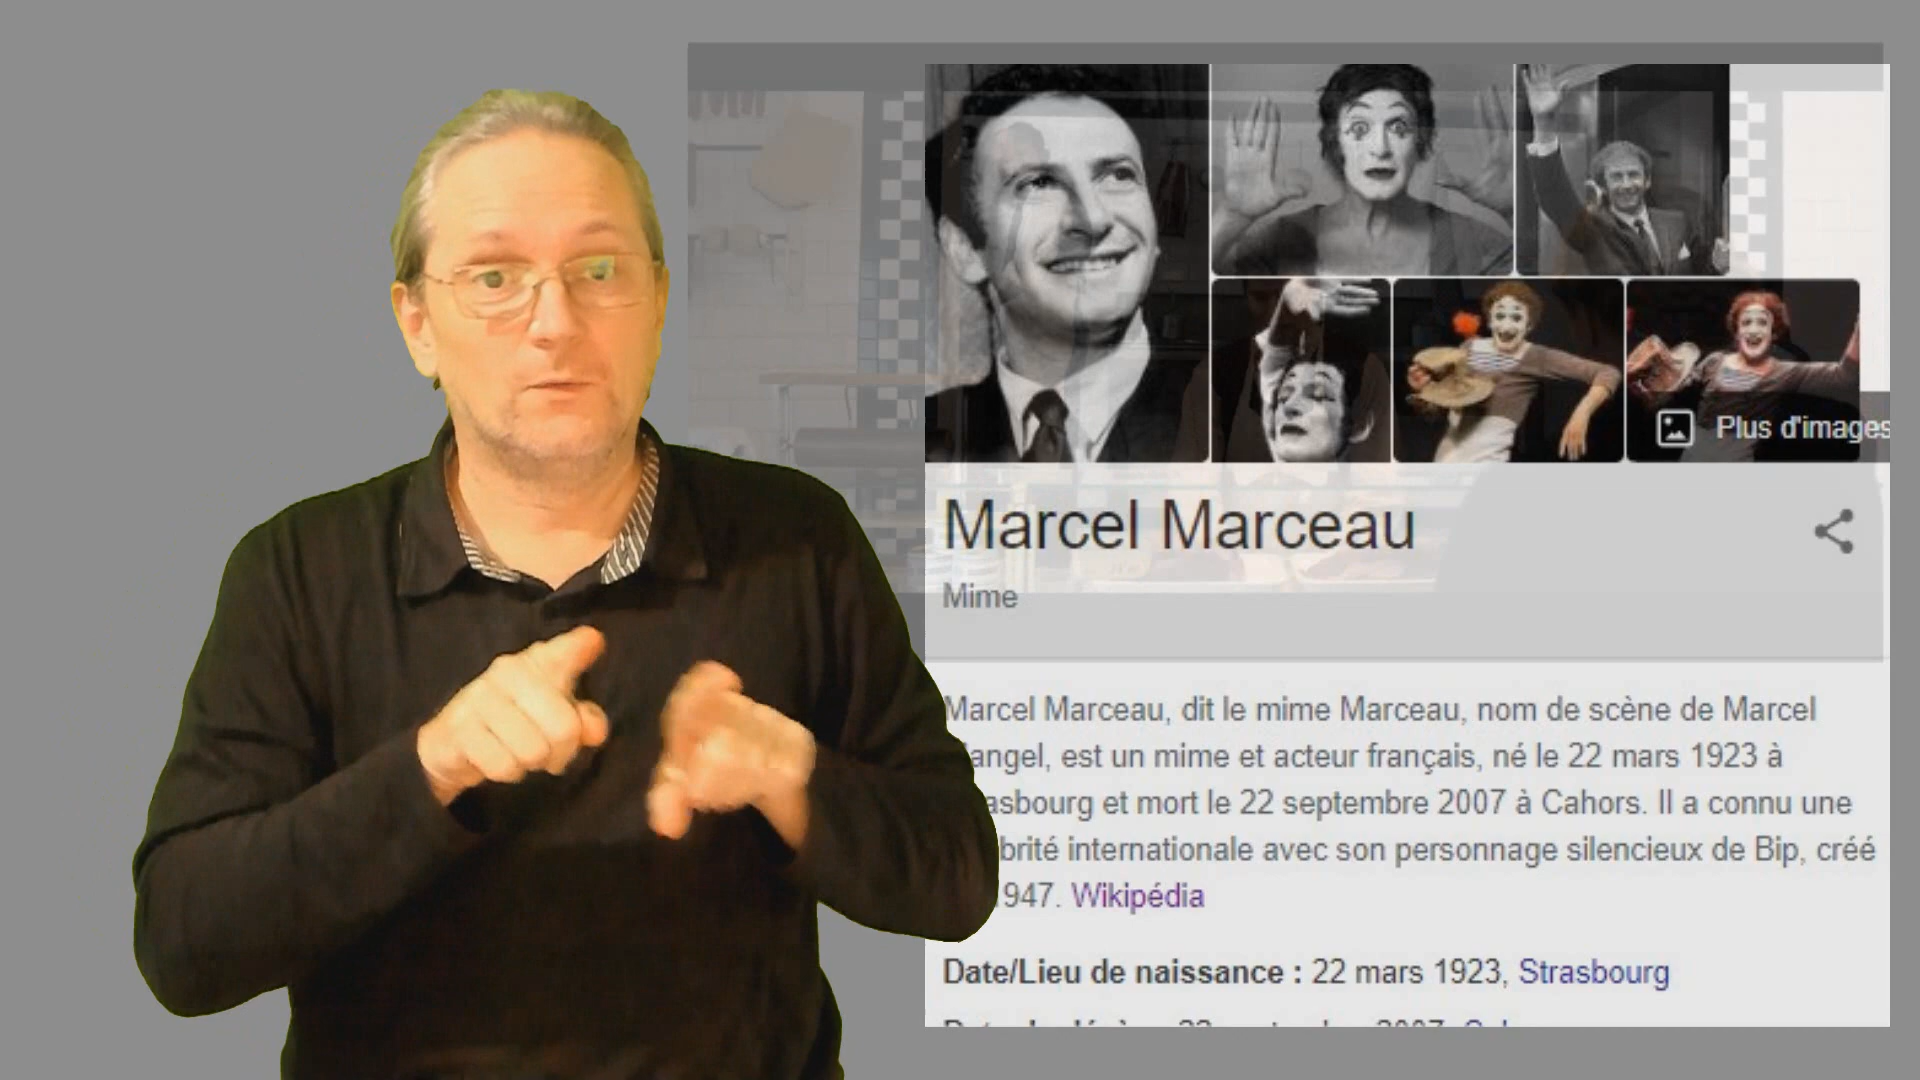 Plus d'images
Marcel Marceau
Mime
Marcel Marceau, dit le mime Marceau, nom de scène de Marcel
angel, est un mime et acteur français, né le 22 mars 1923 à
asbourg et mort le 22 septembre 2007 à Cahors. Il a connu une
brité internationale avec son personnage silencieux de Bip, créé
947. Wikipédia
Date/Lieu de naissance : 22 mars 1923, Strasbourg